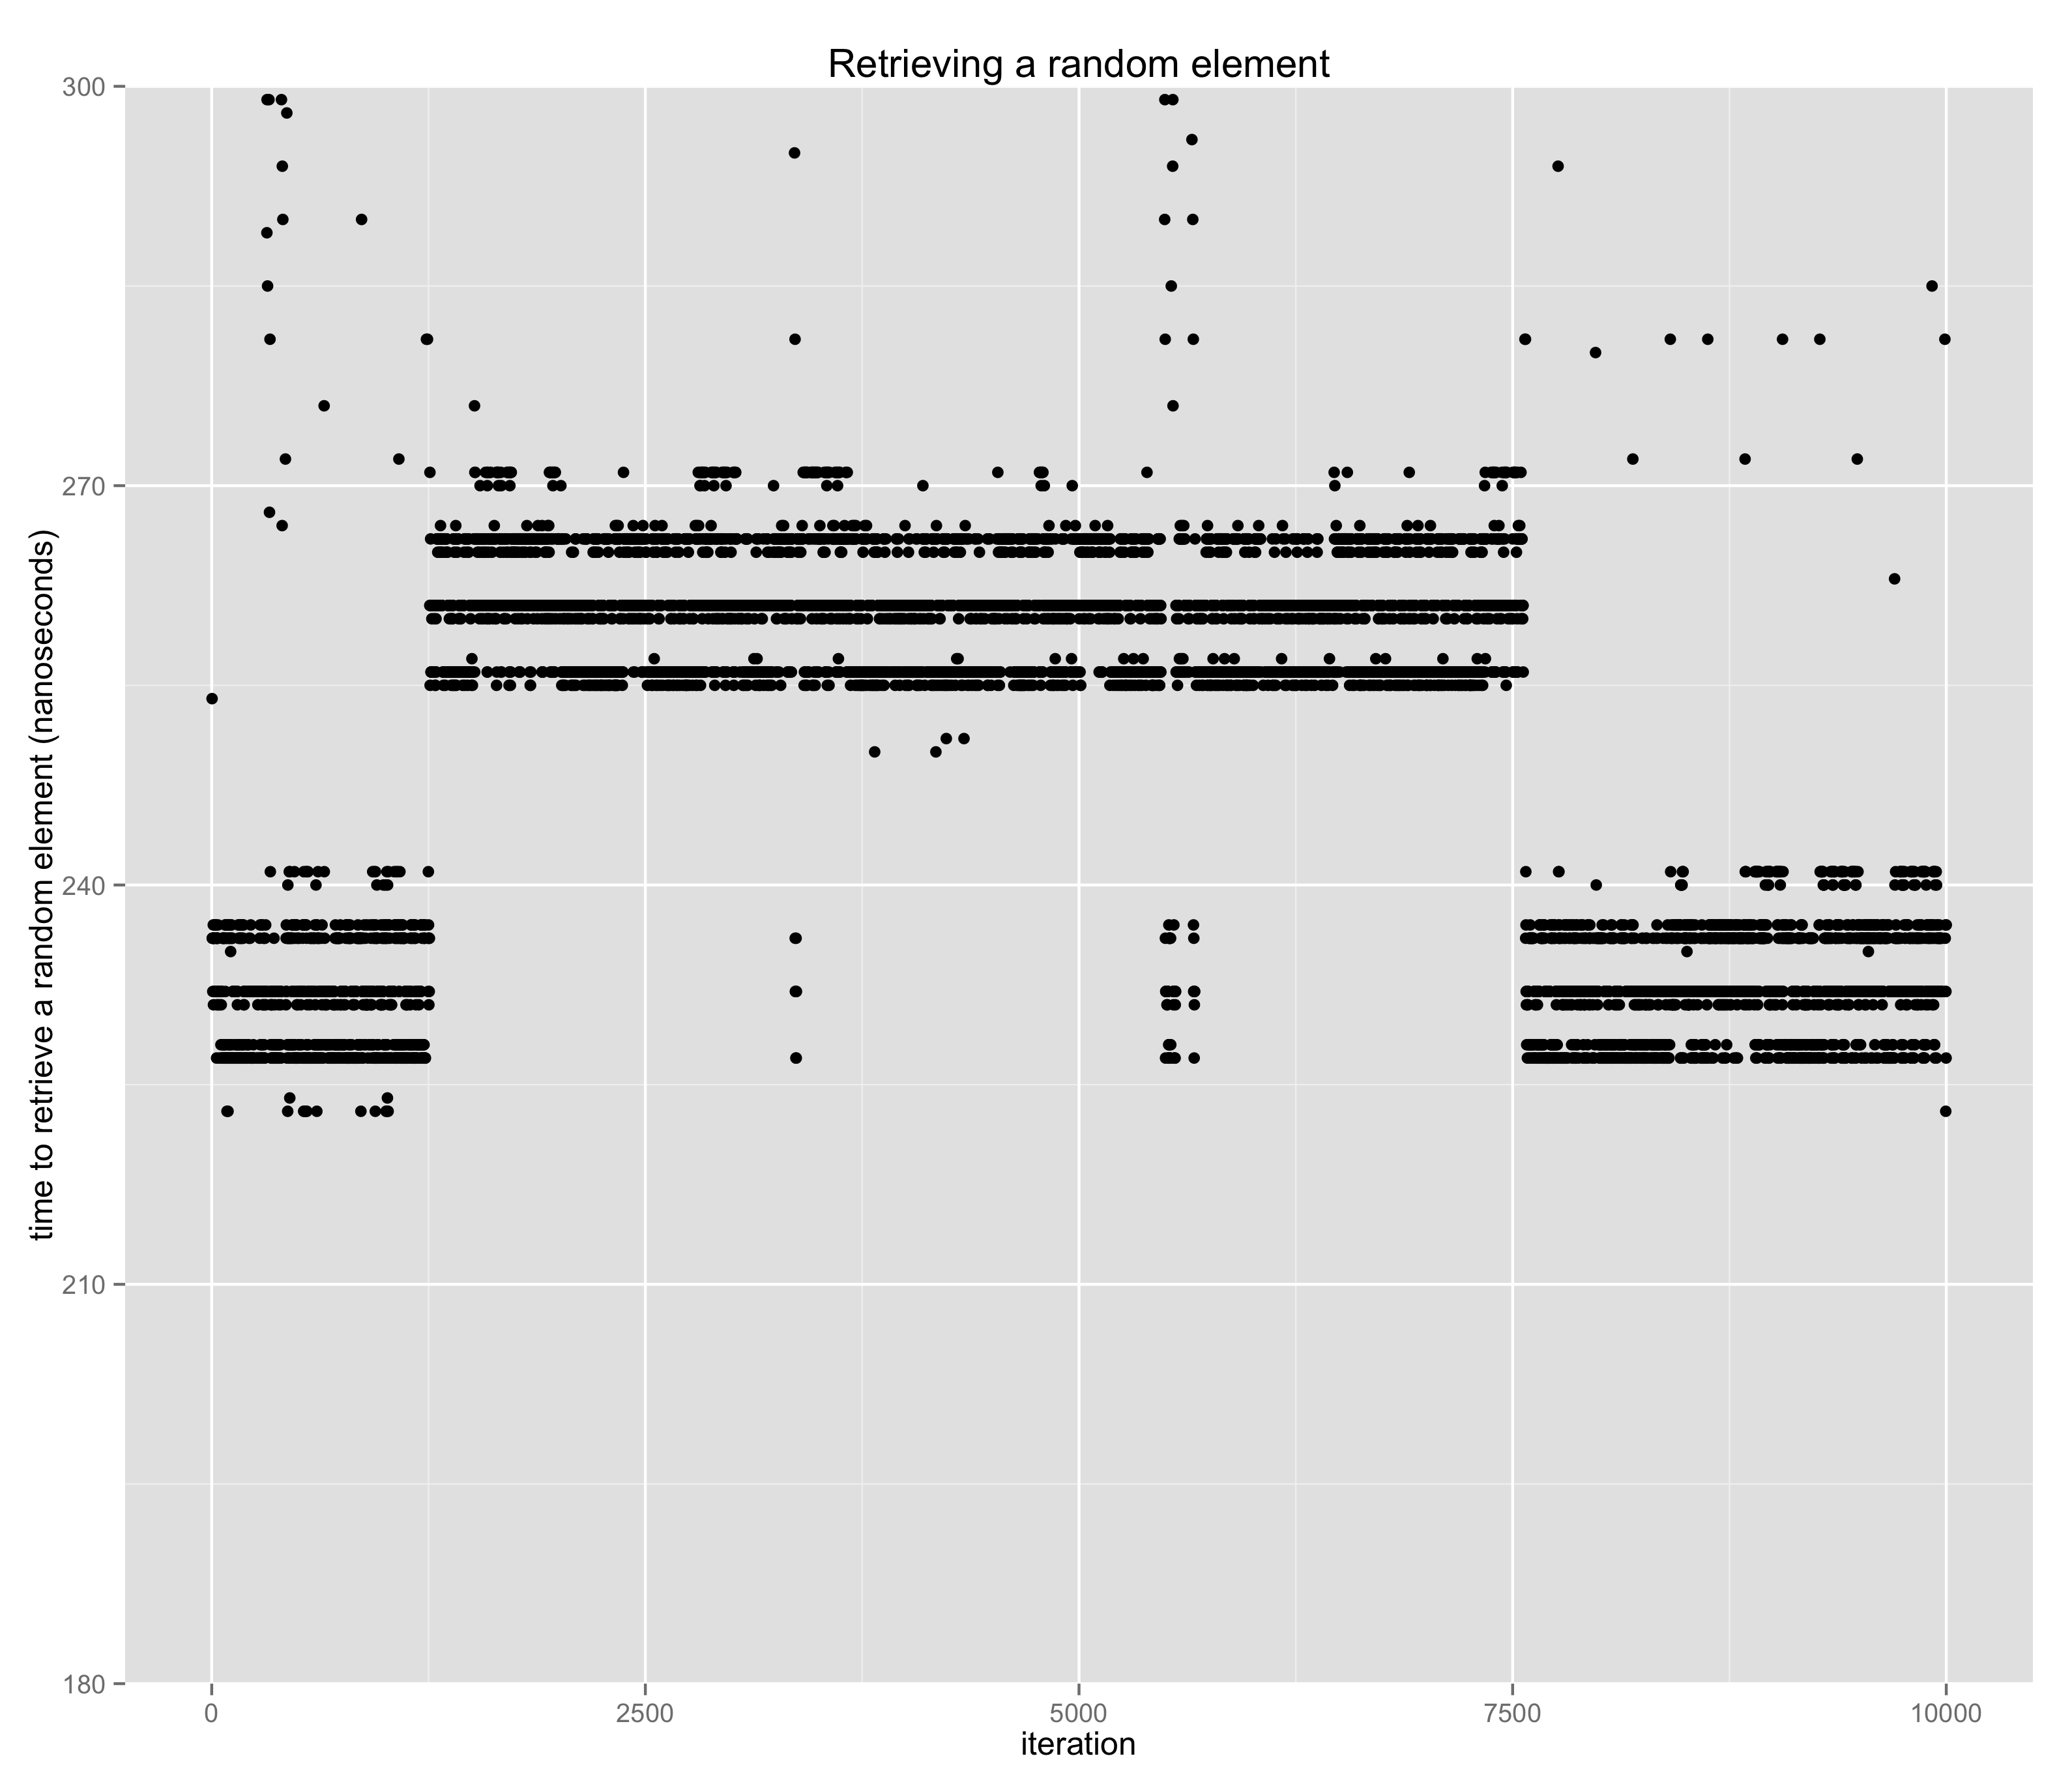 Retrieving a random element
time to retrieve a random element (nanoseconds)
300
270
240
210
180
0 2500 5000 7500 10000
iteration